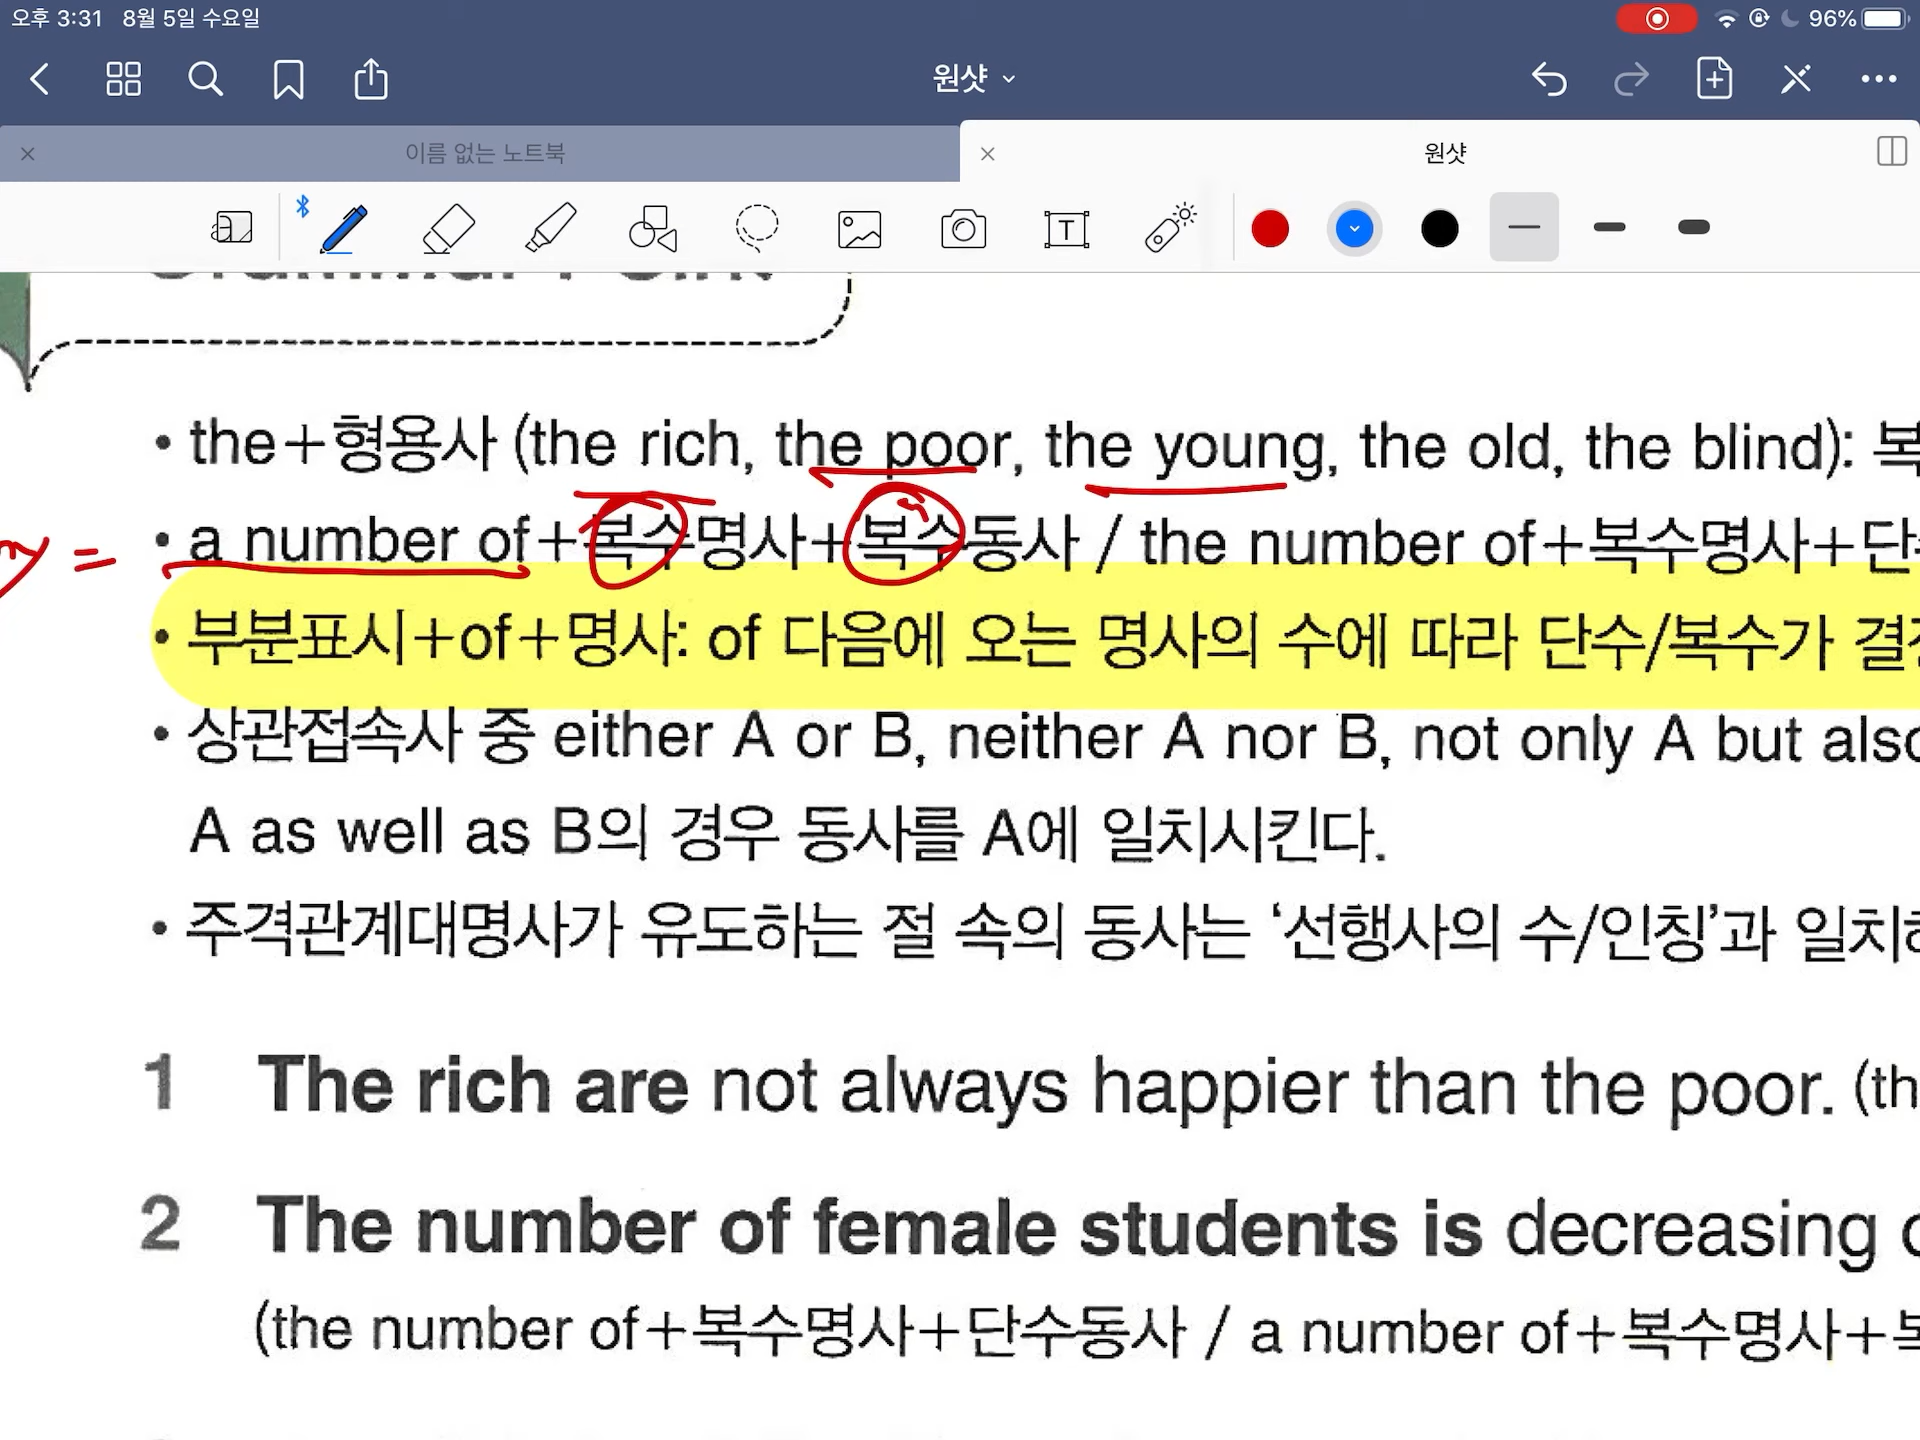 오후 3:31 8월 5일 수요일
96%
원샷
이름 없는 노트북
원샷
• the+형용사 (the rich, the poor, the young, the old, the blind): 복
= • a number of+복수명사+복수동사 / the number of+복수명사+단
• 부분표시+of+명사: of 다음에 오는 명사의 수에 따라 단수/복수가 결정
• 상관접속사 중 either A or B, neither A nor B, not only A but also
A as well as B의 경우 동사를 A에 일치시킨다.
• 주격관계대명사가 유도하는 절 속의 동사는 ‘선행사의 수/인칭’과 일치
1 The rich are not always happier than the poor. (th
2 The number of female students is decreasing
(the number of+복수명사+단수동사 / a number of+복수명사+